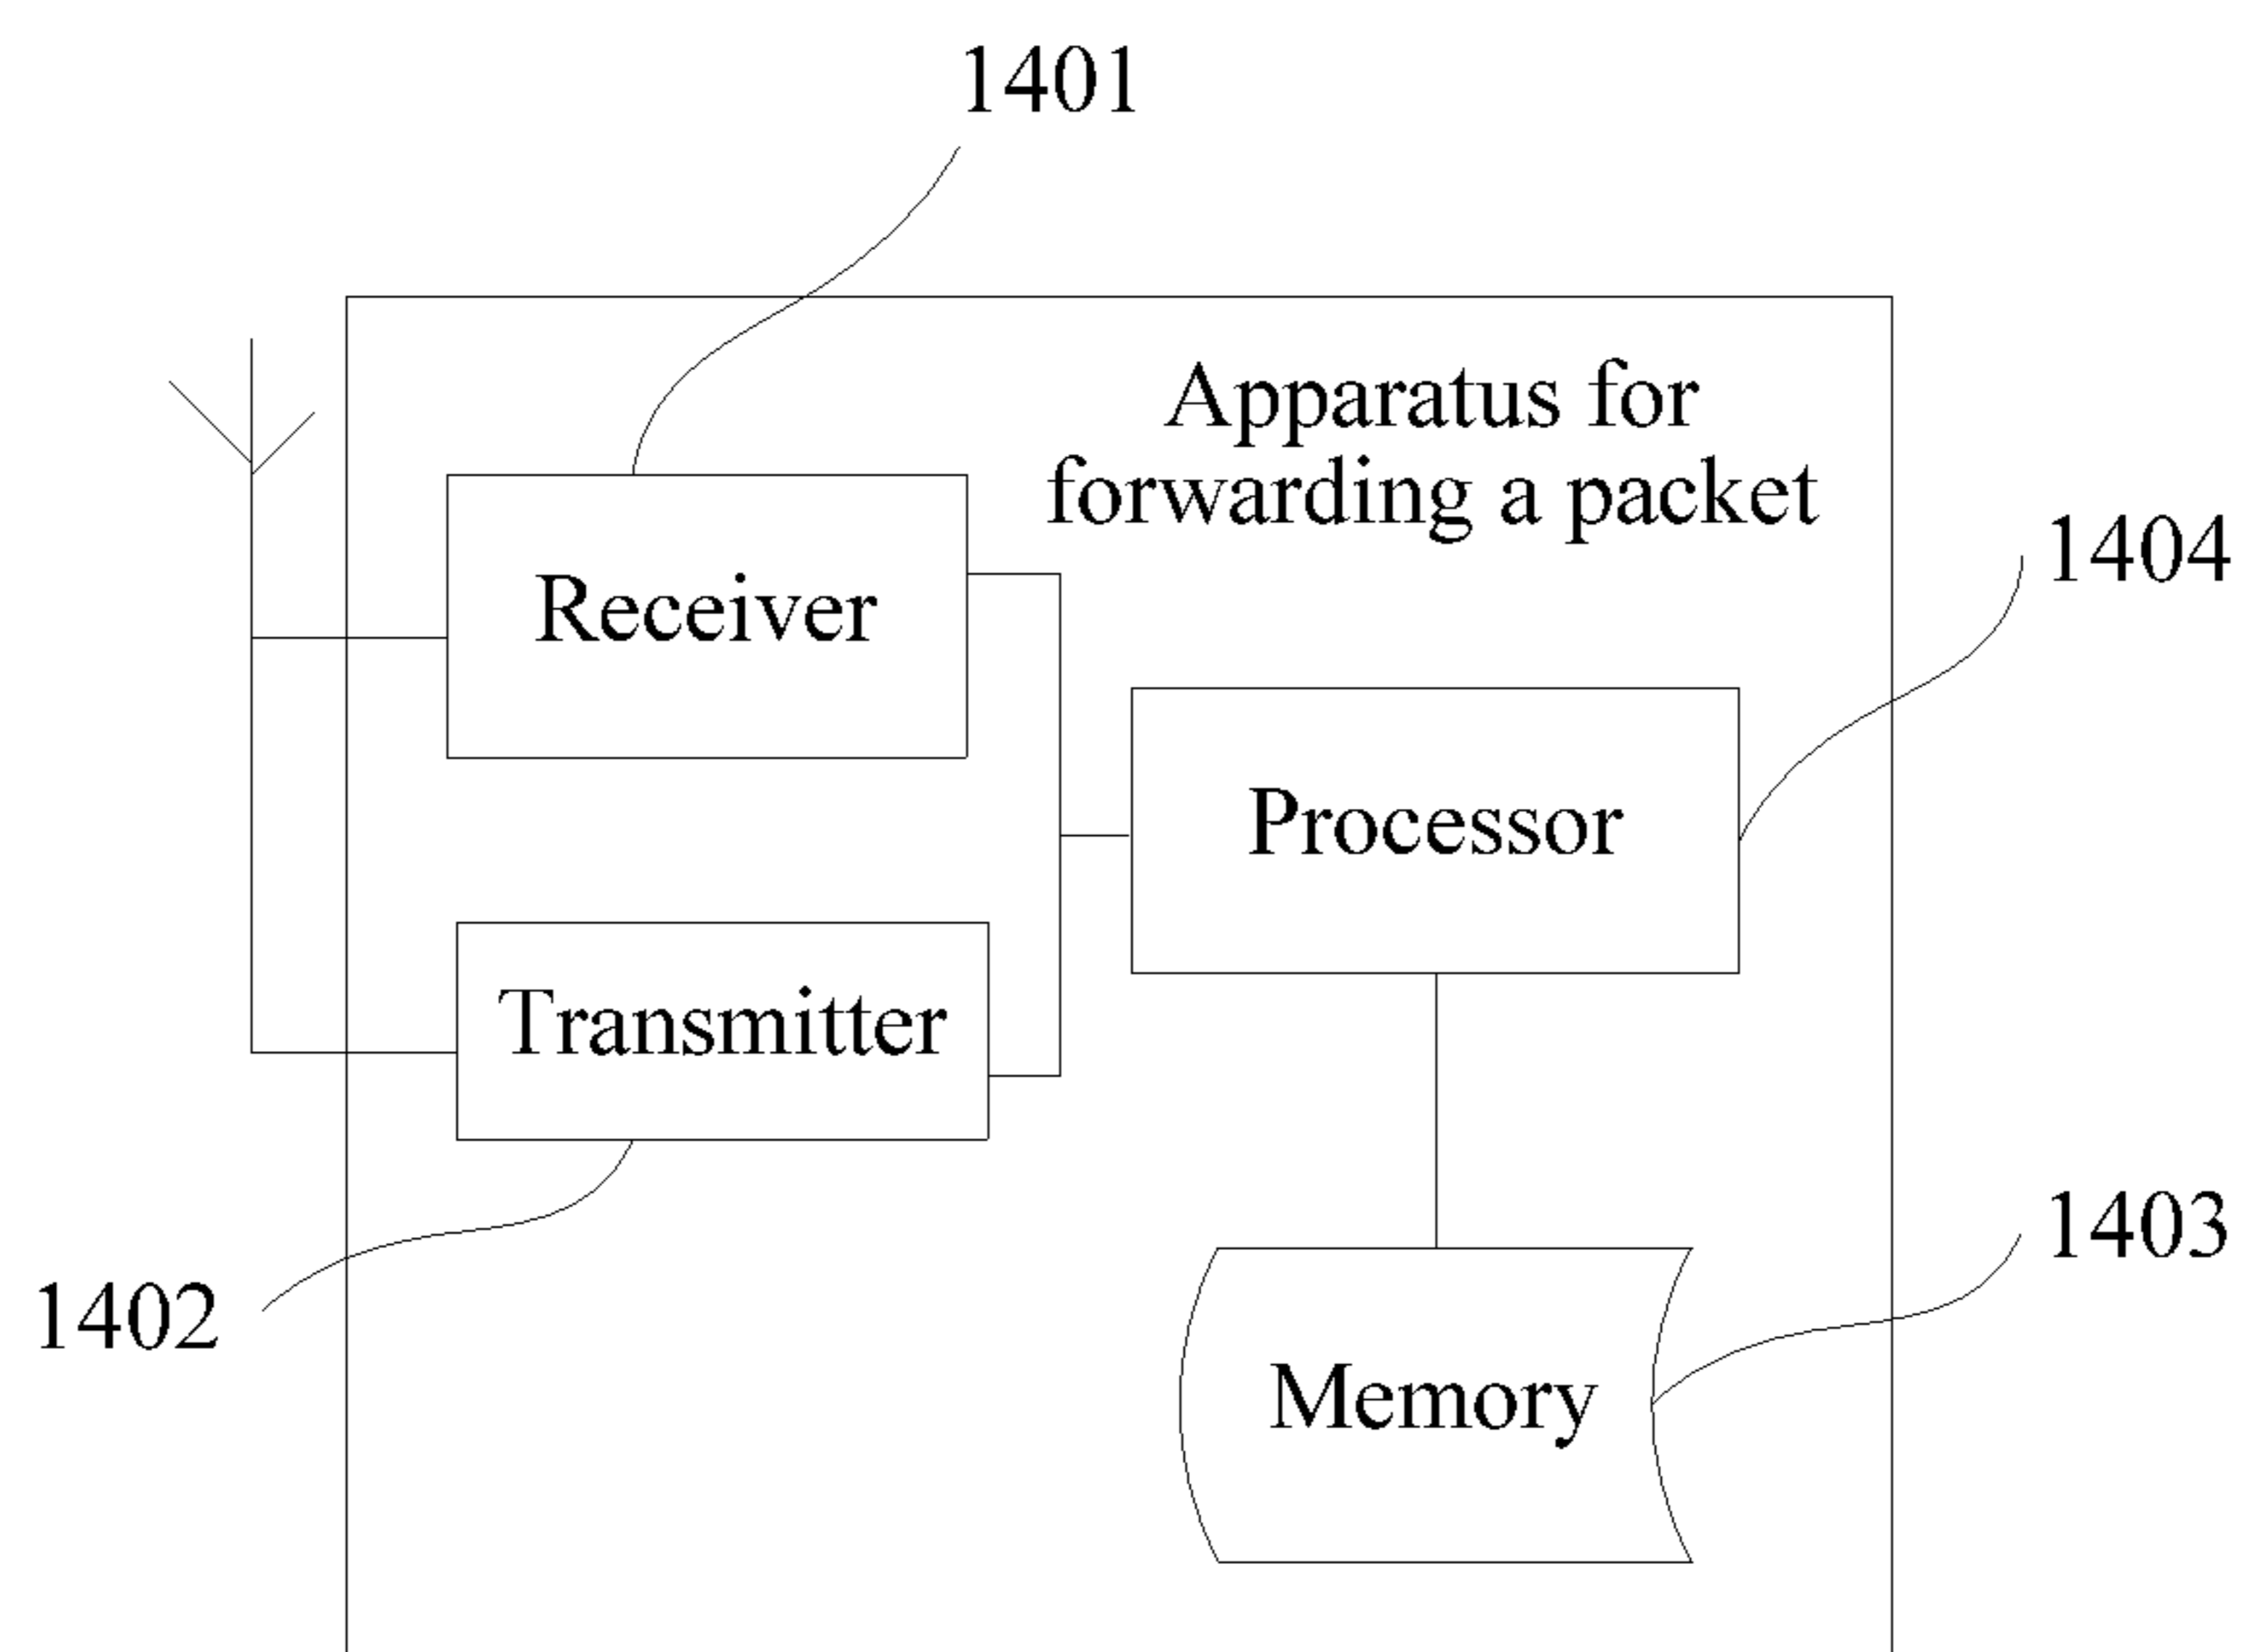 1401
Apparatus for
forwarding a packet
1404
Receiver
Processor
Transmitter
1403
1402
Memory